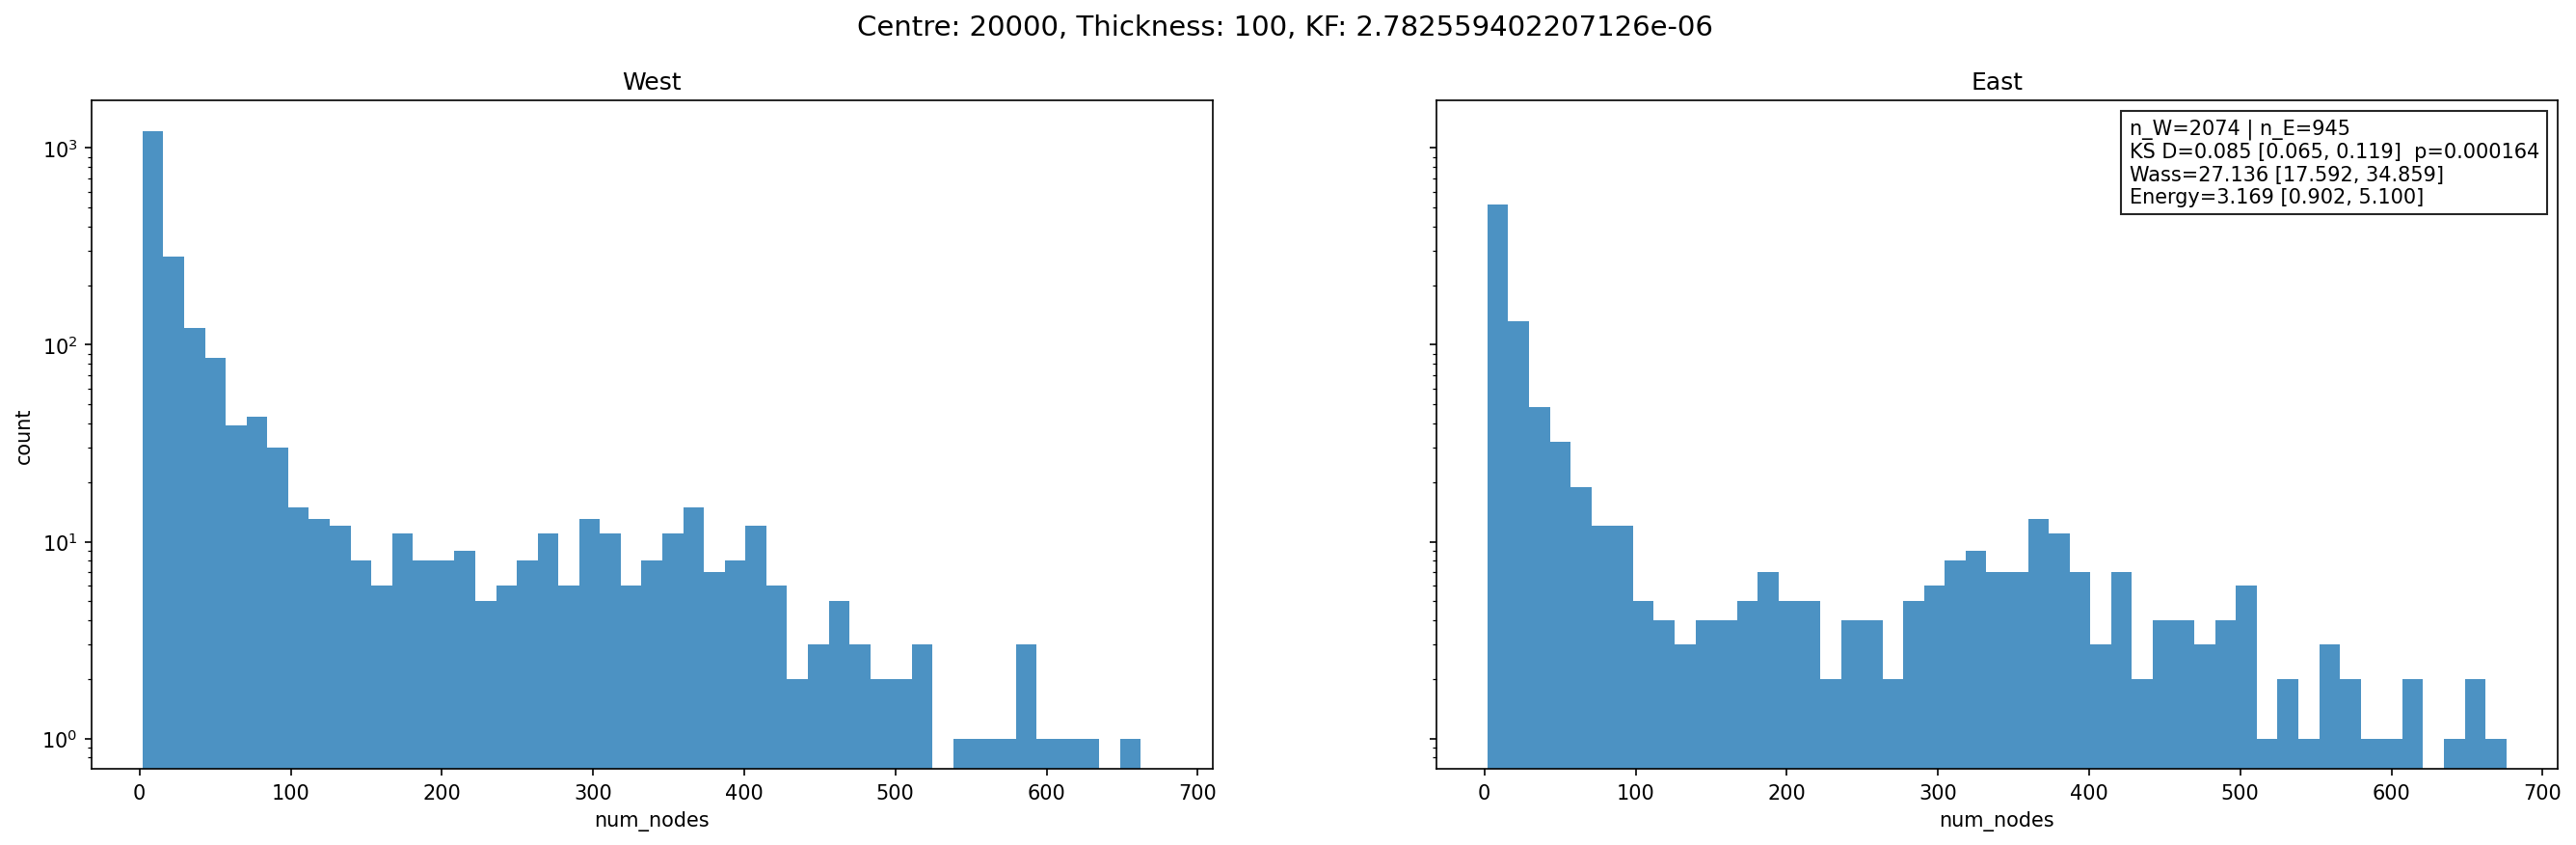 Centre: 20000, Thickness: 100, KF: 2.782559402207126e-06
West
10³
10²
10¹
10⁰
count
0 100 200 300 400 500 600 700
num_nodes
East
n_W=2074 | n_E=945
KS D=0.085 [0.065, 0.119]  p=0.000164
Wass=27.136 [17.592, 34.859]
Energy=3.169 [0.902, 5.100]
0 100 200 300 400 500 600 700
num_nodes